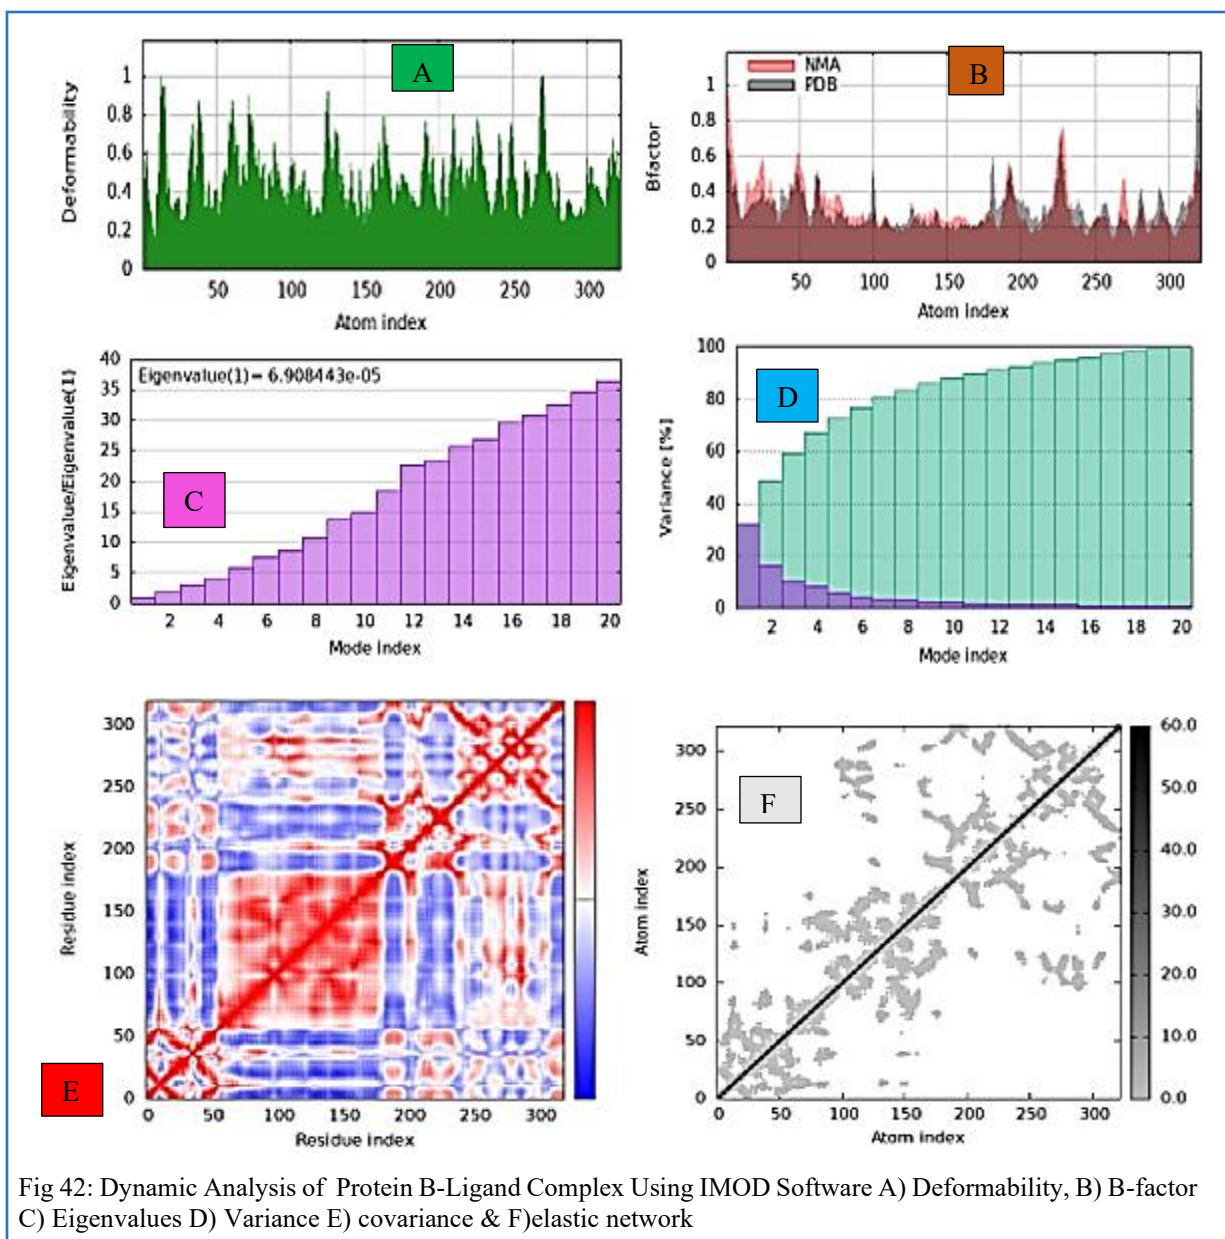 A
Deformability
1
0.8
0.6
0.4
0.2
0
50 100 150 200 250 300
Atom index
B
NMA
PDB
Bfactor
1
0.8
0.6
0.4
0.2
0
50 100 150 200 250 300
Atom index
C
Eigenvalue(1)= 6.908443e-05
Eigenvalue/Eigenvalue(1)
40
35
30
25
20
15
10
5
0
2 4 6 8 10 12 14 16 18 20
Mode index
D
Variance [%]
100
80
60
40
20
0
2 4 6 8 10 12 14 16 18 20
Mode index
E
Residue index
300
250
200
150
100
50
0
0 50 100 150 200 250 300
Residue index
F
Atom index
300
250
200
150
100
50
0
0 50 100 150 200 250 300
Atom index
60.0
50.0
40.0
30.0
20.0
10.0
0.0
Fig 42: Dynamic Analysis of Protein B-Ligand Complex Using IMOD Software A) Deformability, B) B-factor
C) Eigenvalues D) Variance E) covariance & F)elastic network